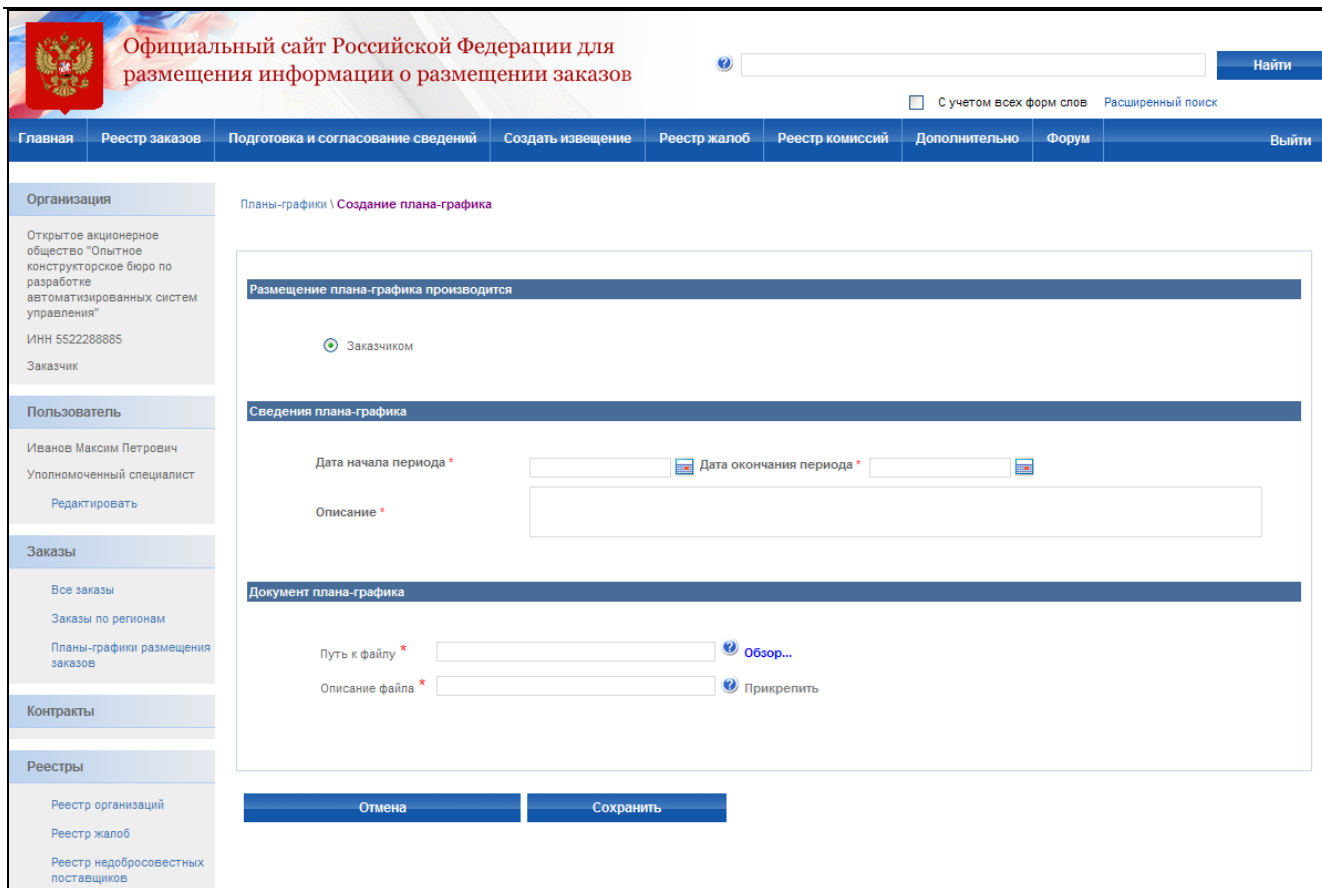 Официальный сайт Российской Федерации для
размещения информации о размещении заказов
Найти
С учетом всех форм слов Расширенный поиск
Главная Реестр заказов Подготовка и согласование сведений Создать извещение Реестр жалоб Реестр комиссий Дополнительно Форум Выйти
Организация
Открытое акционерное
общество "Опытное
конструкторское бюро по
разработке
автоматизированных систем
управления"
ИНН 5522288885
Заказчик
Пользователь
Иванов Максим Петрович
Уполномоченный специалист
Редактировать
Заказы
Все заказы
Заказы по регионам
Планы-графики размещения
заказов
Контракты
Реестры
Реестр организаций
Реестр жалоб
Реестр недобросовестных
поставщиков
Планы-графики \ Создание плана-графика
Размещение плана-графика производится
Заказчиком
Сведения плана-графика
Дата начала периода * Дата окончания периода *
Описание *
Документ плана-графика
Путь к файлу * Обзор...
Описание файла * Прикрепить
Отмена Сохранить